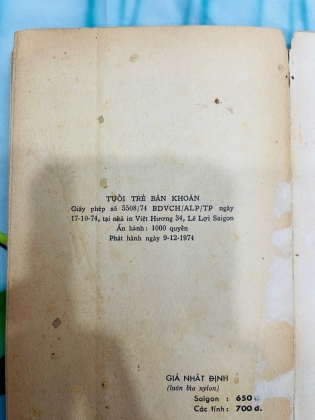 TUỔI TRẺ BĂN KHOĂN
Giấy phép số 5508/74 BDVCH/ALP/TP ngày
17-10-74, tại nhà in Việt Hương 34, Lê Lợi Saigon
Ấn hành: 1000 quyển
Phát hành ngày 9-12-1974
GIÁ NHẤT ĐỊNH
(luôn bìa nylon)
Saigon : 650 đ.
Các tỉnh: 700 đ.